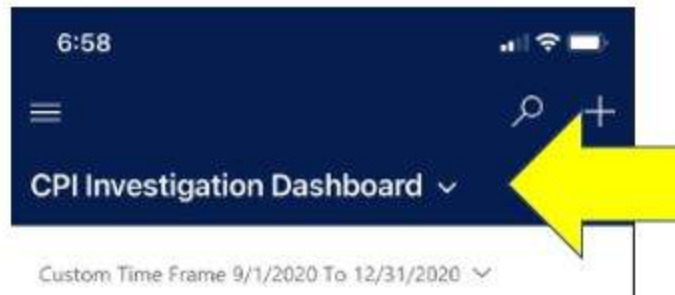 6:58
CPI Investigation Dashboard
Custom Time Frame 9/1/2020 To 12/31/2020